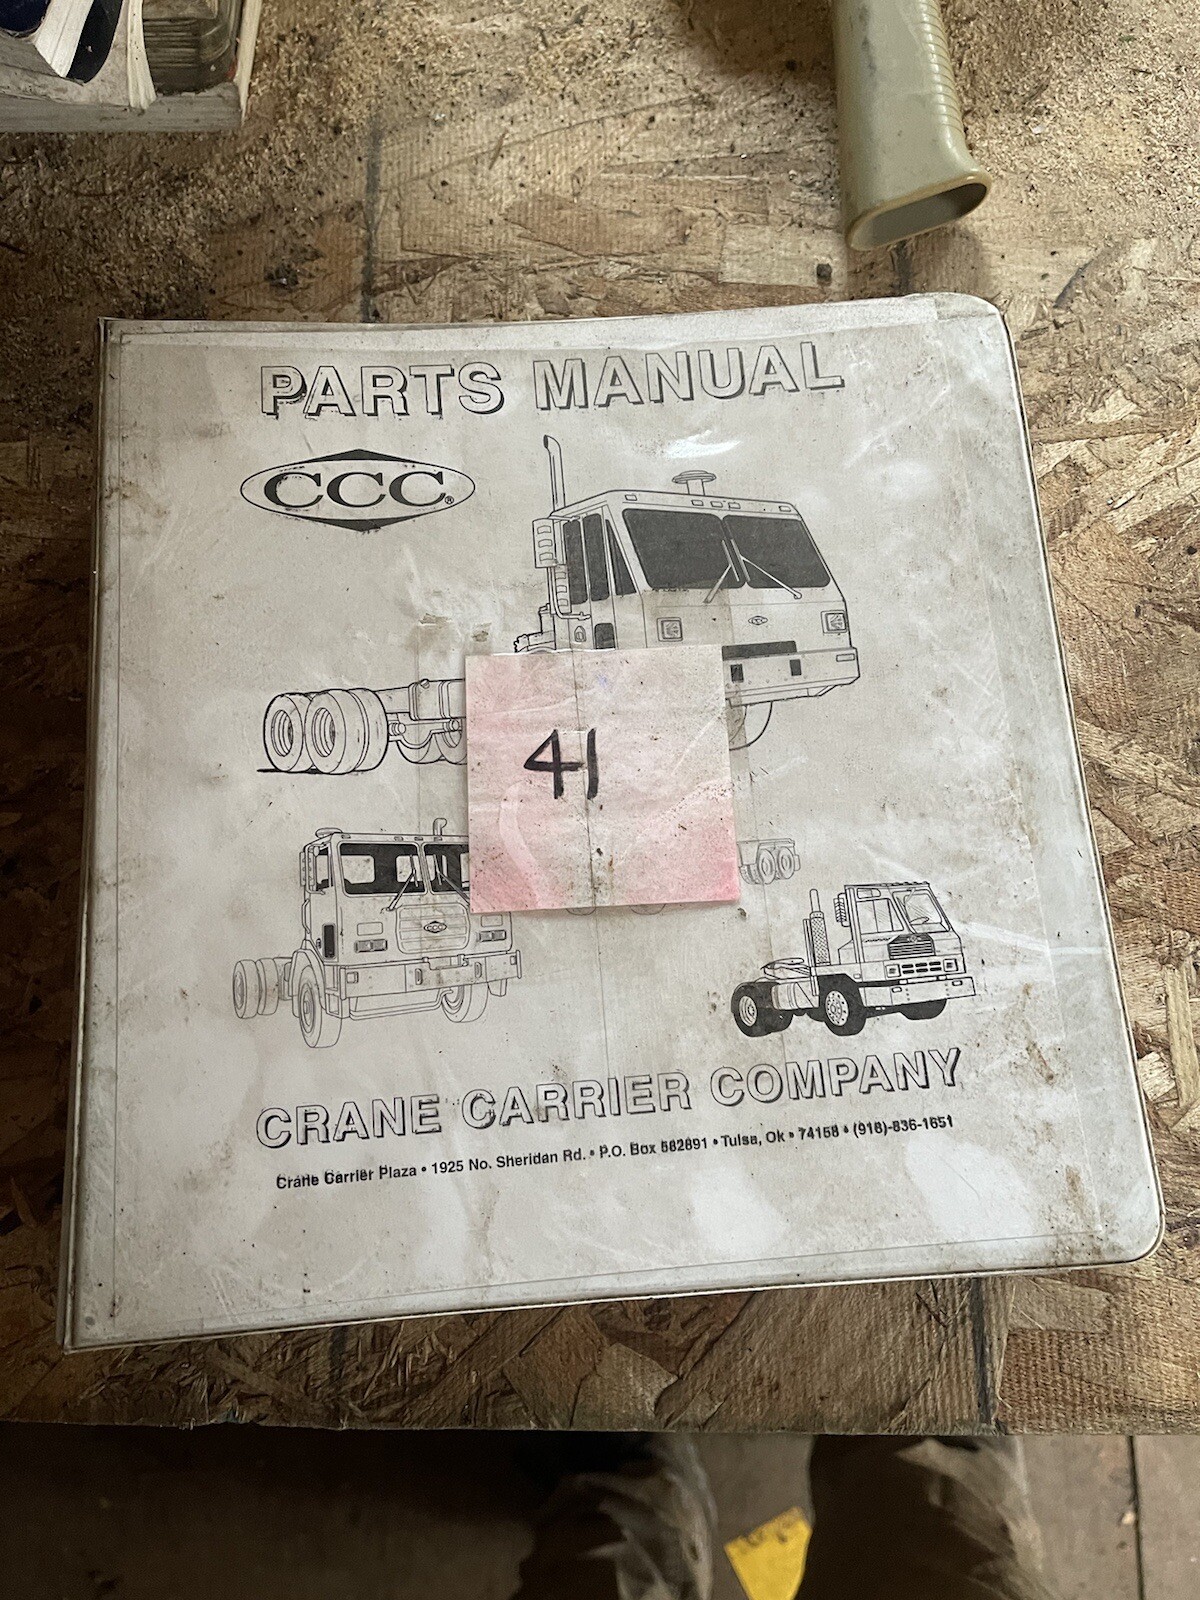 PARTS MANUAL
CCC®
41
CRANE CARRIER COMPANY
Crane Carrier Plaza • 1925 No. Sheridan Rd. • P.O. Box 582891 • Tulsa, Ok • 74158 • (918)-836-1651